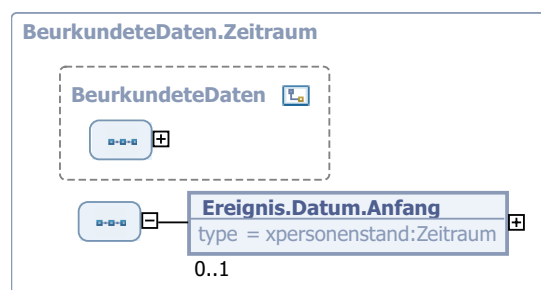 BeurkundeteDaten.Zeitraum
BeurkundeteDaten
Ereignis.Datum.Anfang
type = xpersonenstand:Zeitraum
0..1